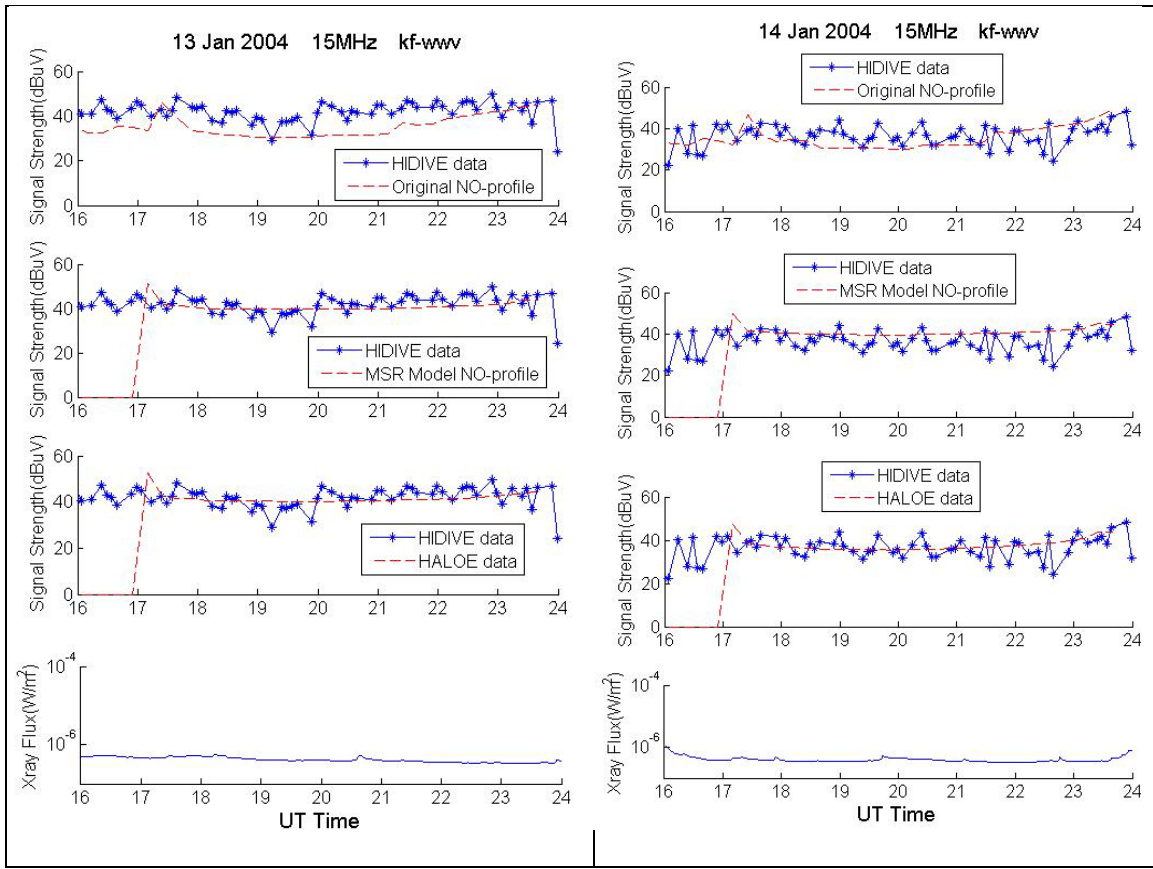 13 Jan 2004 15MHz kf-wwv
Signal Strength(dBuV)
60
40
20
0
HIDIVE data
Original NO-profile
16 17 18 19 20 21 22 23 24
Signal Strength(dBuV)
60
40
20
0
HIDIVE data
MSR Model NO-profile
16 17 18 19 20 21 22 23 24
Signal Strength(dBuV)
60
40
20
0
HIDIVE data
HALOE data
16 17 18 19 20 21 22 23 24
Xray Flux(W/m²)
10⁻⁴
10⁻⁶
16 17 18 19 20 21 22 23 24
UT Time
14 Jan 2004 15MHz kf-wwv
HIDIVE data
Original NO-profile
Signal Strength(dBuV)
60
40
20
0
16 17 18 19 20 21 22 23 24
HIDIVE data
MSR Model NO-profile
Signal Strength(dBuV)
60
40
20
0
16 17 18 19 20 21 22 23 24
HIDIVE data
HALOE data
Signal Strength(dBuV)
60
40
20
0
16 17 18 19 20 21 22 23 24
Xray Flux(W/m²)
10⁻⁴
10⁻⁶
16 17 18 19 20 21 22 23 24
UT Time